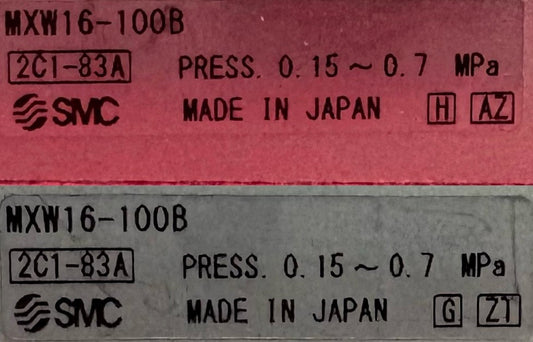 MXW16-100B
2C1-83A PRESS. 0.15~0.7 MPa
SMC MADE IN JAPAN H AZ
MXW16-100B
2C1-83A PRESS. 0.15~0.7 MPa
SMC MADE IN JAPAN G ZT